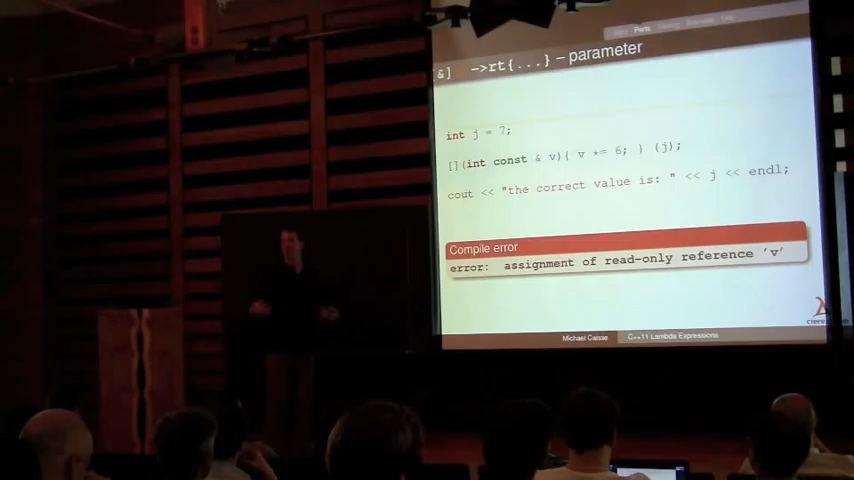 Parts
[&] ->rt{...} – parameter
int j = 7;
[](int const & v){ v *= 6; } (j);
cout << "the correct value is: " << j << endl;
Compile error
error: assignment of read-only reference 'v'
Michael Caisse C++11 Lambda Expressions